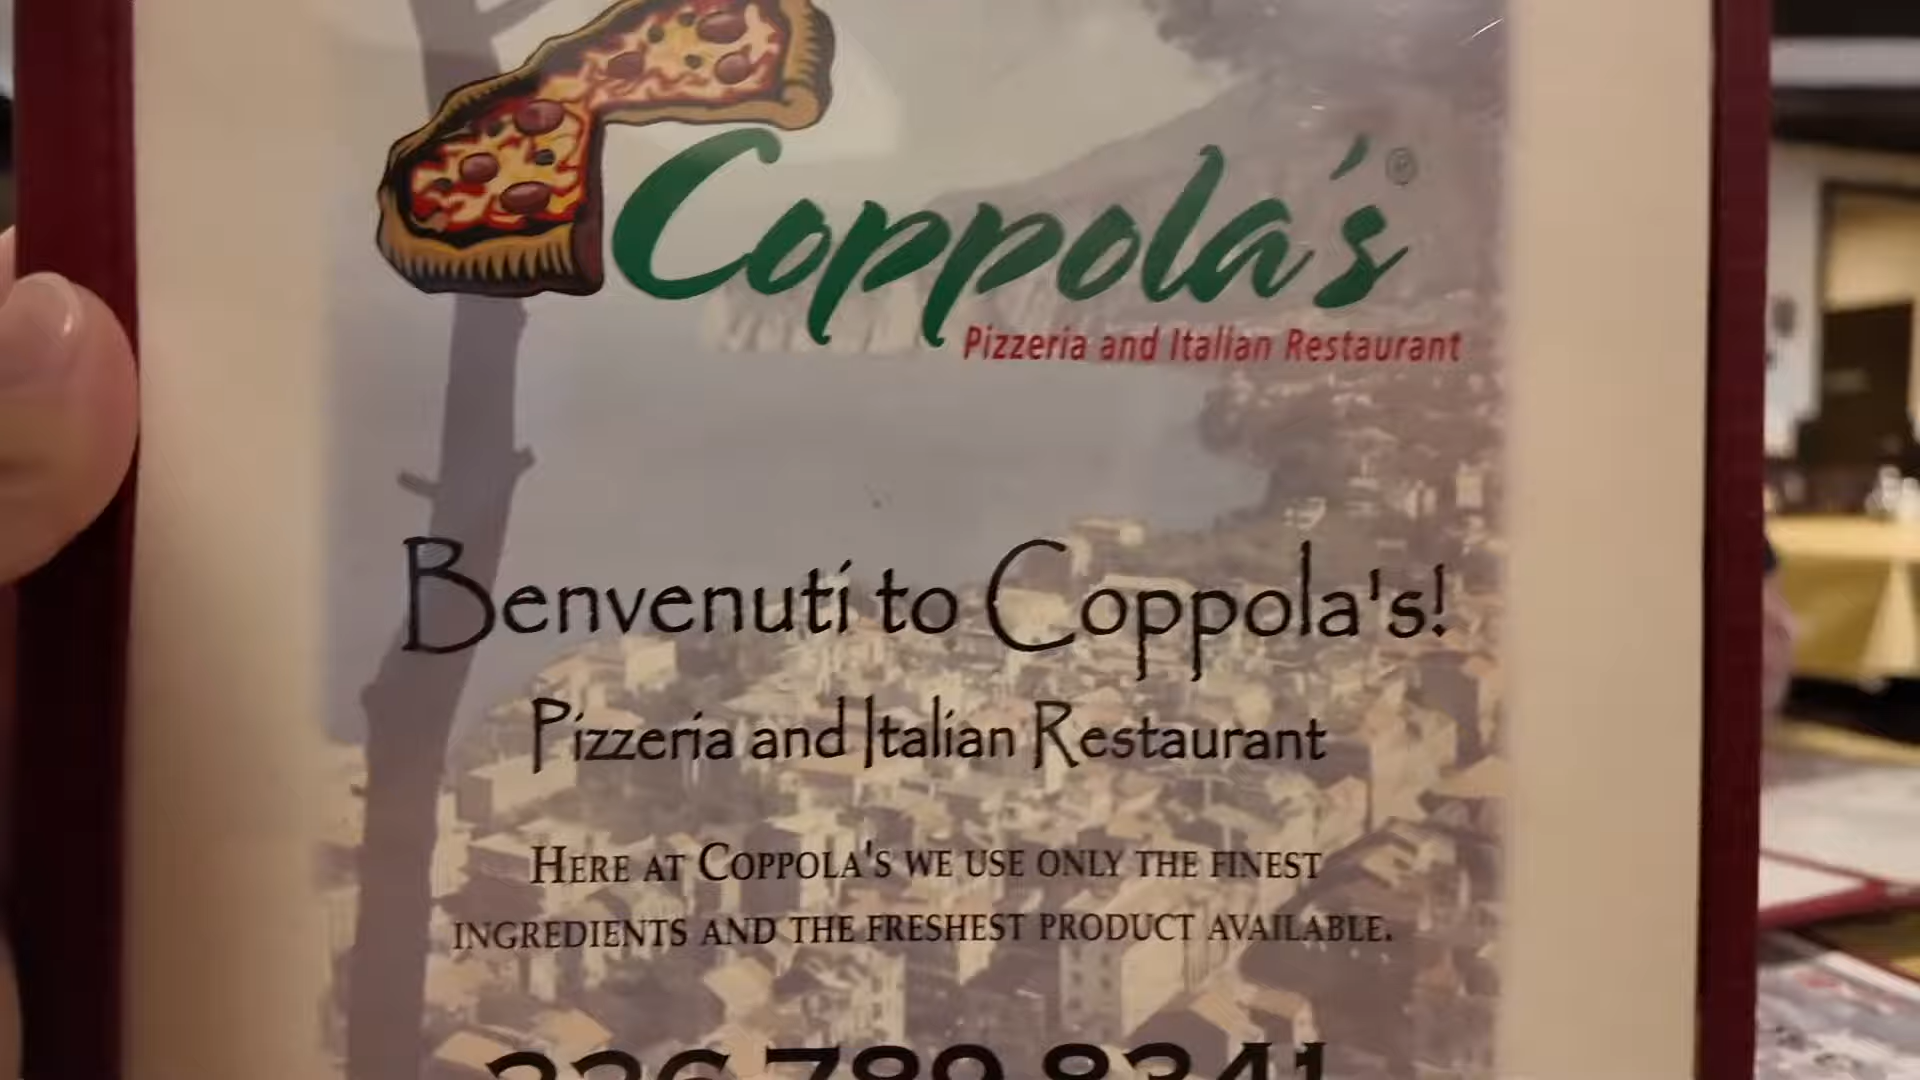 Coppola's®
Pizzeria and Italian Restaurant
Benvenuti to Coppola's!
Pizzeria and Italian Restaurant
HERE AT COPPOLA'S WE USE ONLY THE FINEST
INGREDIENTS AND THE FRESHEST PRODUCT AVAILABLE.